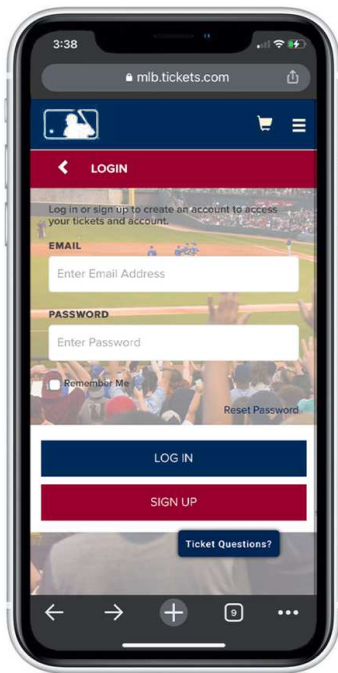 3:38
mlb.tickets.com
LOGIN
Log in or sign up to create an account to access
your tickets and account.
EMAIL
Enter Email Address
PASSWORD
Enter Password
Remember Me
Reset Password
LOG IN
SIGN UP
Ticket Questions?
9